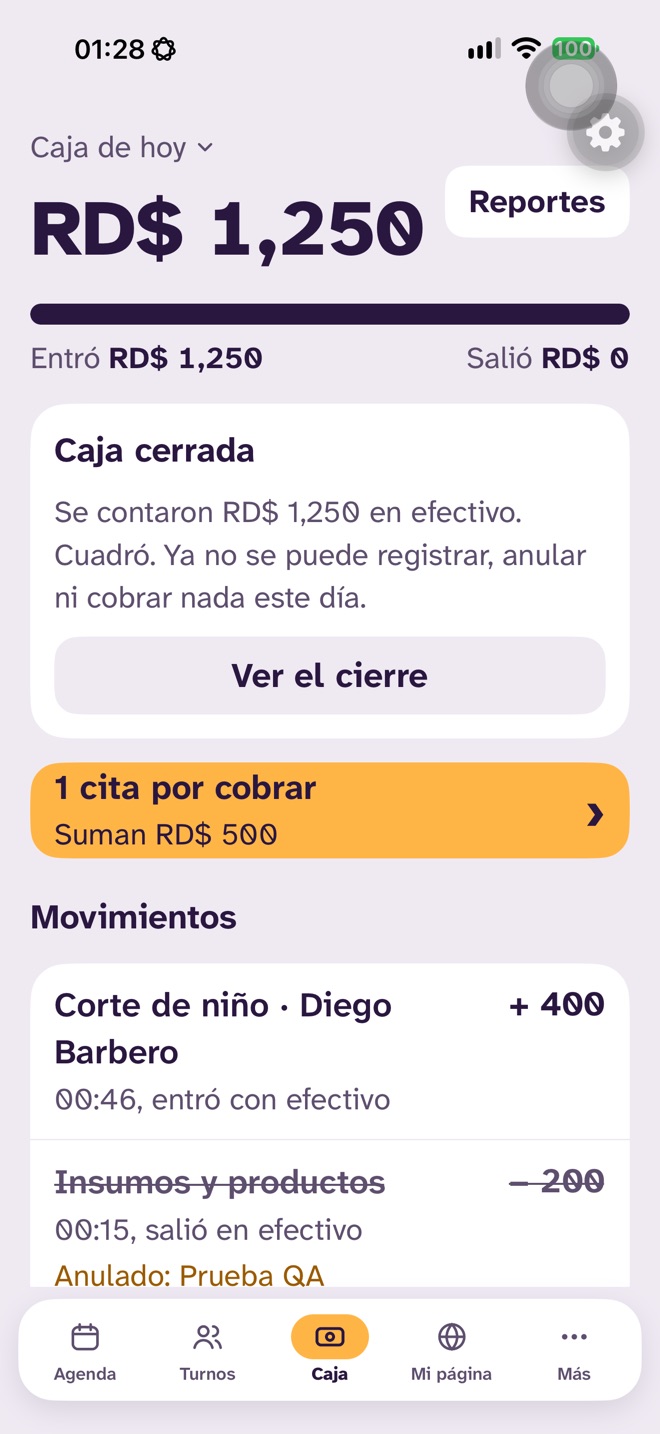 01:28
100
Caja de hoy
RD$ 1,250
Reportes
Entró RD$ 1,250
Salió RD$ 0
Caja cerrada
Se contaron RD$ 1,250 en efectivo.
Cuadró. Ya no se puede registrar, anular
ni cobrar nada este día.
Ver el cierre
1 cita por cobrar
Suman RD$ 500
Movimientos
Corte de niño · Diego
Barbero
+ 400
00:46, entró con efectivo
Insumos y productos
– 200
00:15, salió en efectivo
Anulado: Prueba QA
Agenda
Turnos
Caja
Mi página
Más